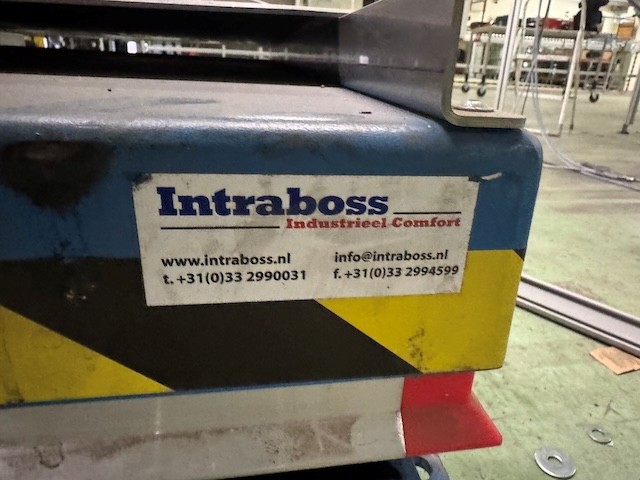 Intraboss
Industrieel Comfort
www.intraboss.nl info@intraboss.nl
t. +31(0)33 2990031 f. +31(0)33 2994599